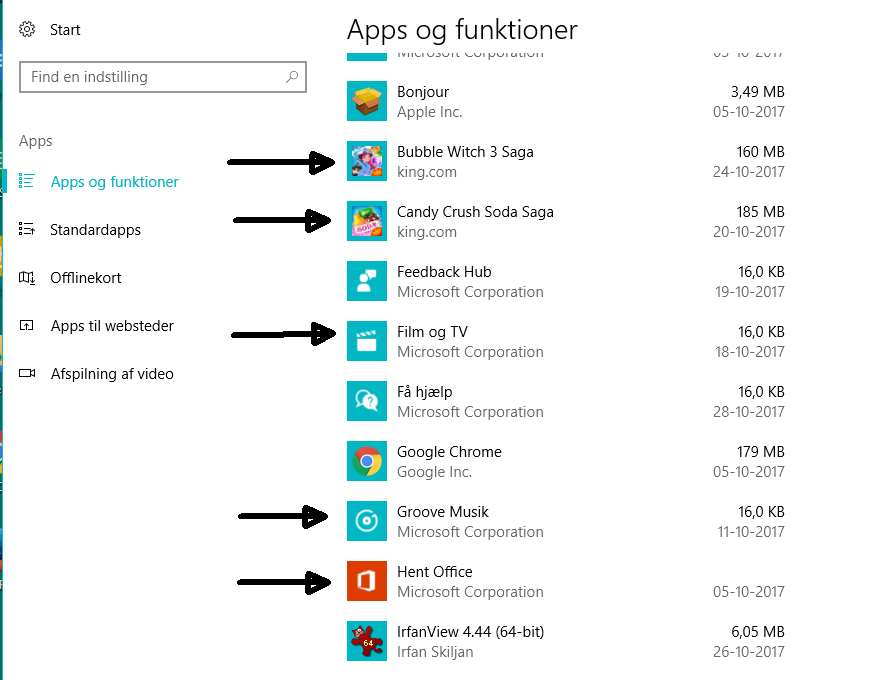 Start
Find en indstilling
Apps
Apps og funktioner
Standardapps
Offlinekort
Apps til websteder
Afspilning af video
Apps og funktioner
Microsoft Corporation 05-10-2017
Bonjour 3,49 MB
Apple Inc. 05-10-2017
Bubble Witch 3 Saga 160 MB
king.com 24-10-2017
Candy Crush Soda Saga 185 MB
king.com 20-10-2017
SODA
Feedback Hub 16,0 KB
Microsoft Corporation 19-10-2017
Film og TV 16,0 KB
Microsoft Corporation 18-10-2017
Få hjælp 16,0 KB
Microsoft Corporation 28-10-2017
Google Chrome 179 MB
Google Inc. 05-10-2017
Groove Musik 16,0 KB
Microsoft Corporation 11-10-2017
Hent Office
Microsoft Corporation 05-10-2017
IrfanView 4.44 (64-bit) 6,05 MB
64
Irfan Skiljan 26-10-2017